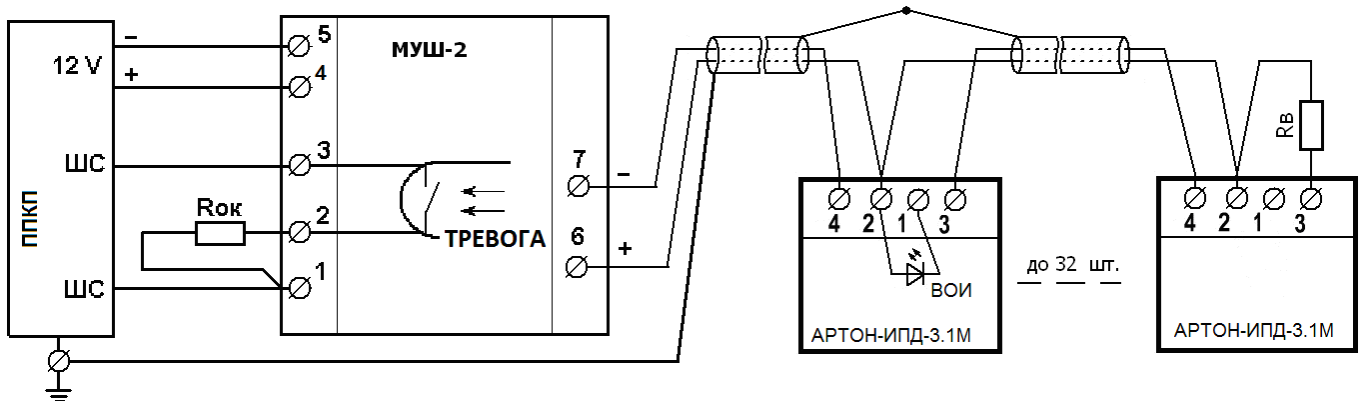 ППКП
12 V
–
+
ШС
ШС
Rок
МУШ-2
5
4
3
2
1
ТРЕВОГА
7
–
6
+
4
2
1
3
ВОИ
АРТОН-ИПД-3.1М
до 32 шт.
Rв
4
2
1
3
АРТОН-ИПД-3.1М